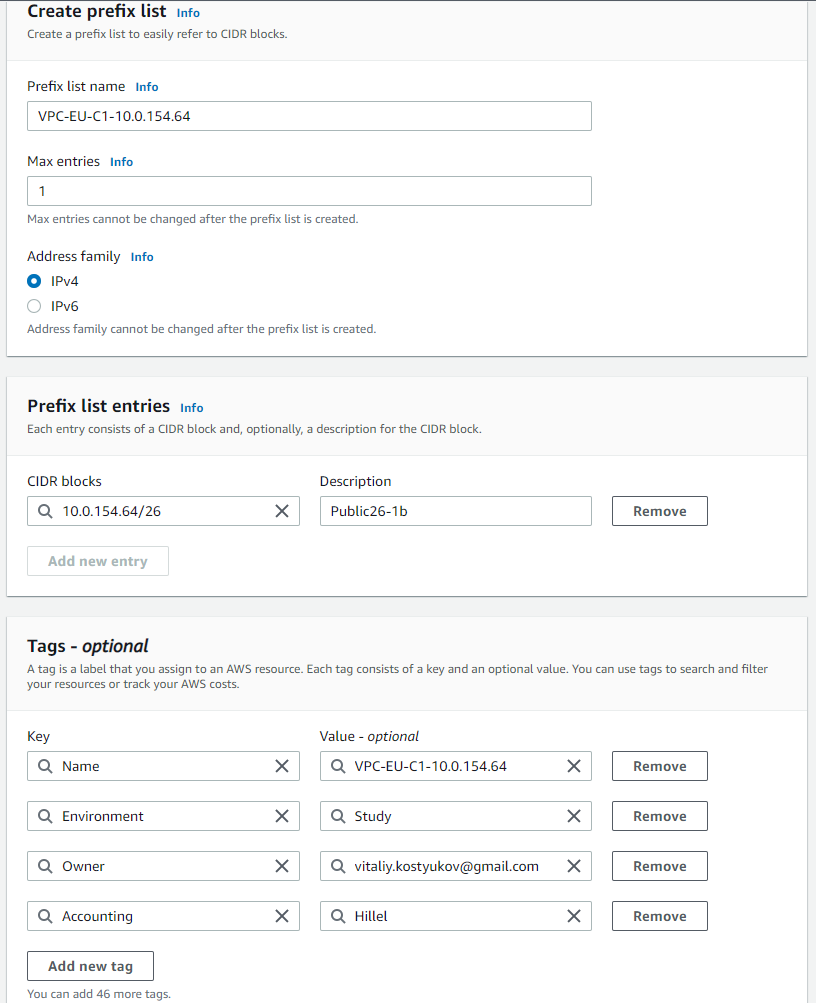 Create prefix list Info
Create a prefix list to easily refer to CIDR blocks.
Prefix list name Info
VPC-EU-C1-10.0.154.64
Max entries Info
1
Max entries cannot be changed after the prefix list is created.
Address family Info
IPv4
IPv6
Address family cannot be changed after the prefix list is created.
Prefix list entries Info
Each entry consists of a CIDR block and, optionally, a description for the CIDR block.
CIDR blocks Description
10.0.154.64/26 Public26-1b Remove
Add new entry
Tags - optional
A tag is a label that you assign to an AWS resource. Each tag consists of a key and an optional value. You can use tags to search and filter
your resources or track your AWS costs.
Key Value - optional
Name VPC-EU-C1-10.0.154.64 Remove
Environment Study Remove
Owner vitaliy.kostyukov@gmail.com Remove
Accounting Hillel Remove
Add new tag
You can add 46 more tags.